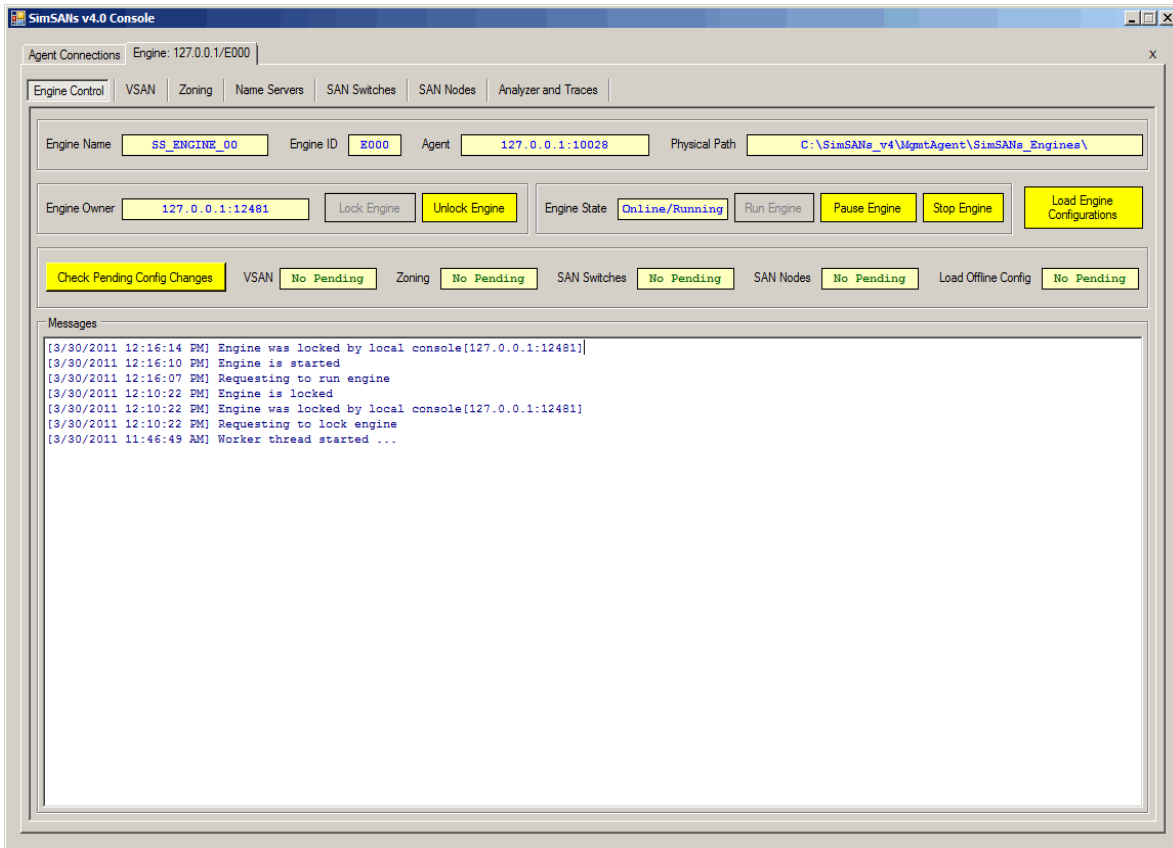 SimSANs v4.0 Console
Agent Connections Engine: 127.0.0.1/E000 x
Engine Control VSAN Zoning Name Servers SAN Switches SAN Nodes Analyzer and Traces
Engine Name SS_ENGINE_00 Engine ID E000 Agent 127.0.0.1:10028 Physical Path C:\SimSANs_v4\MgmtAgent\SimSANs_Engines\
Engine Owner 127.0.0.1:12481 Lock Engine Unlock Engine Engine State Online/Running Run Engine Pause Engine Stop Engine Load Engine
Configurations
Check Pending Config Changes VSAN No Pending Zoning No Pending SAN Switches No Pending SAN Nodes No Pending Load Offline Config No Pending
Messages
[3/30/2011 12:16:14 PM] Engine was locked by local console[127.0.0.1:12481]
[3/30/2011 12:16:10 PM] Engine is started
[3/30/2011 12:16:07 PM] Requesting to run engine
[3/30/2011 12:10:22 PM] Engine is locked
[3/30/2011 12:10:22 PM] Engine was locked by local console[127.0.0.1:12481]
[3/30/2011 12:10:22 PM] Requesting to lock engine
[3/30/2011 11:46:49 AM] Worker thread started ...